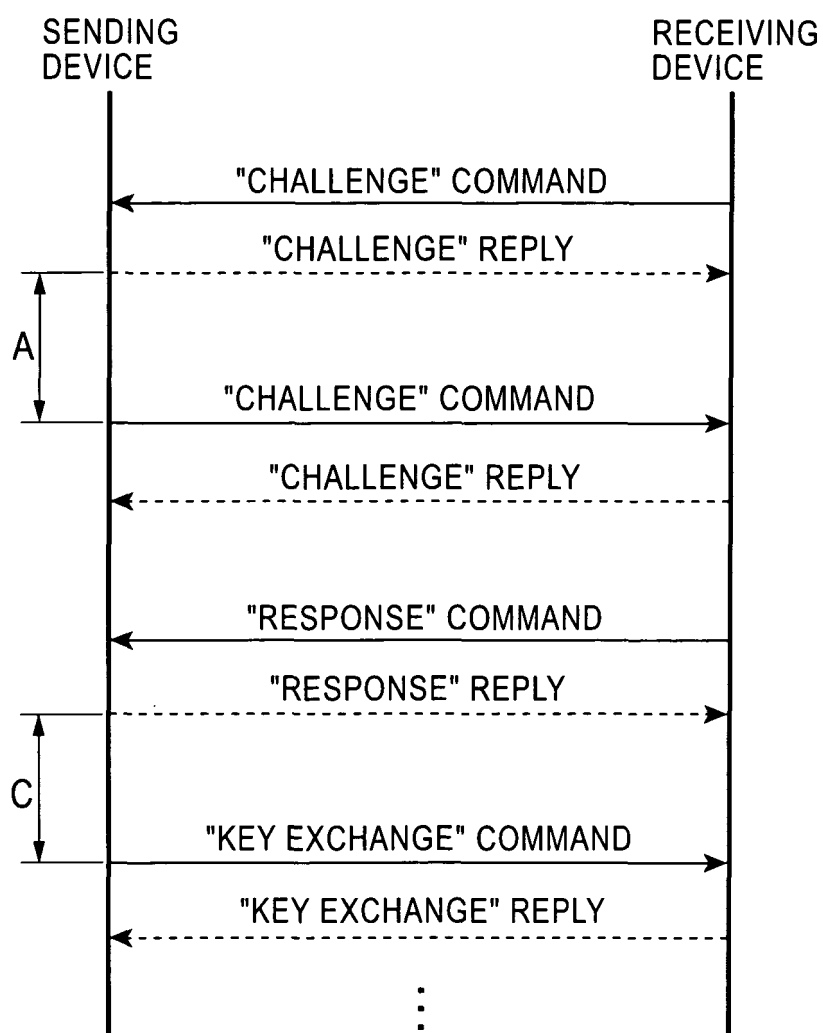 SENDING
DEVICE
RECEIVING
DEVICE
"CHALLENGE" COMMAND
"CHALLENGE" REPLY
A
"CHALLENGE" COMMAND
"CHALLENGE" REPLY
"RESPONSE" COMMAND
"RESPONSE" REPLY
C
"KEY EXCHANGE" COMMAND
"KEY EXCHANGE" REPLY